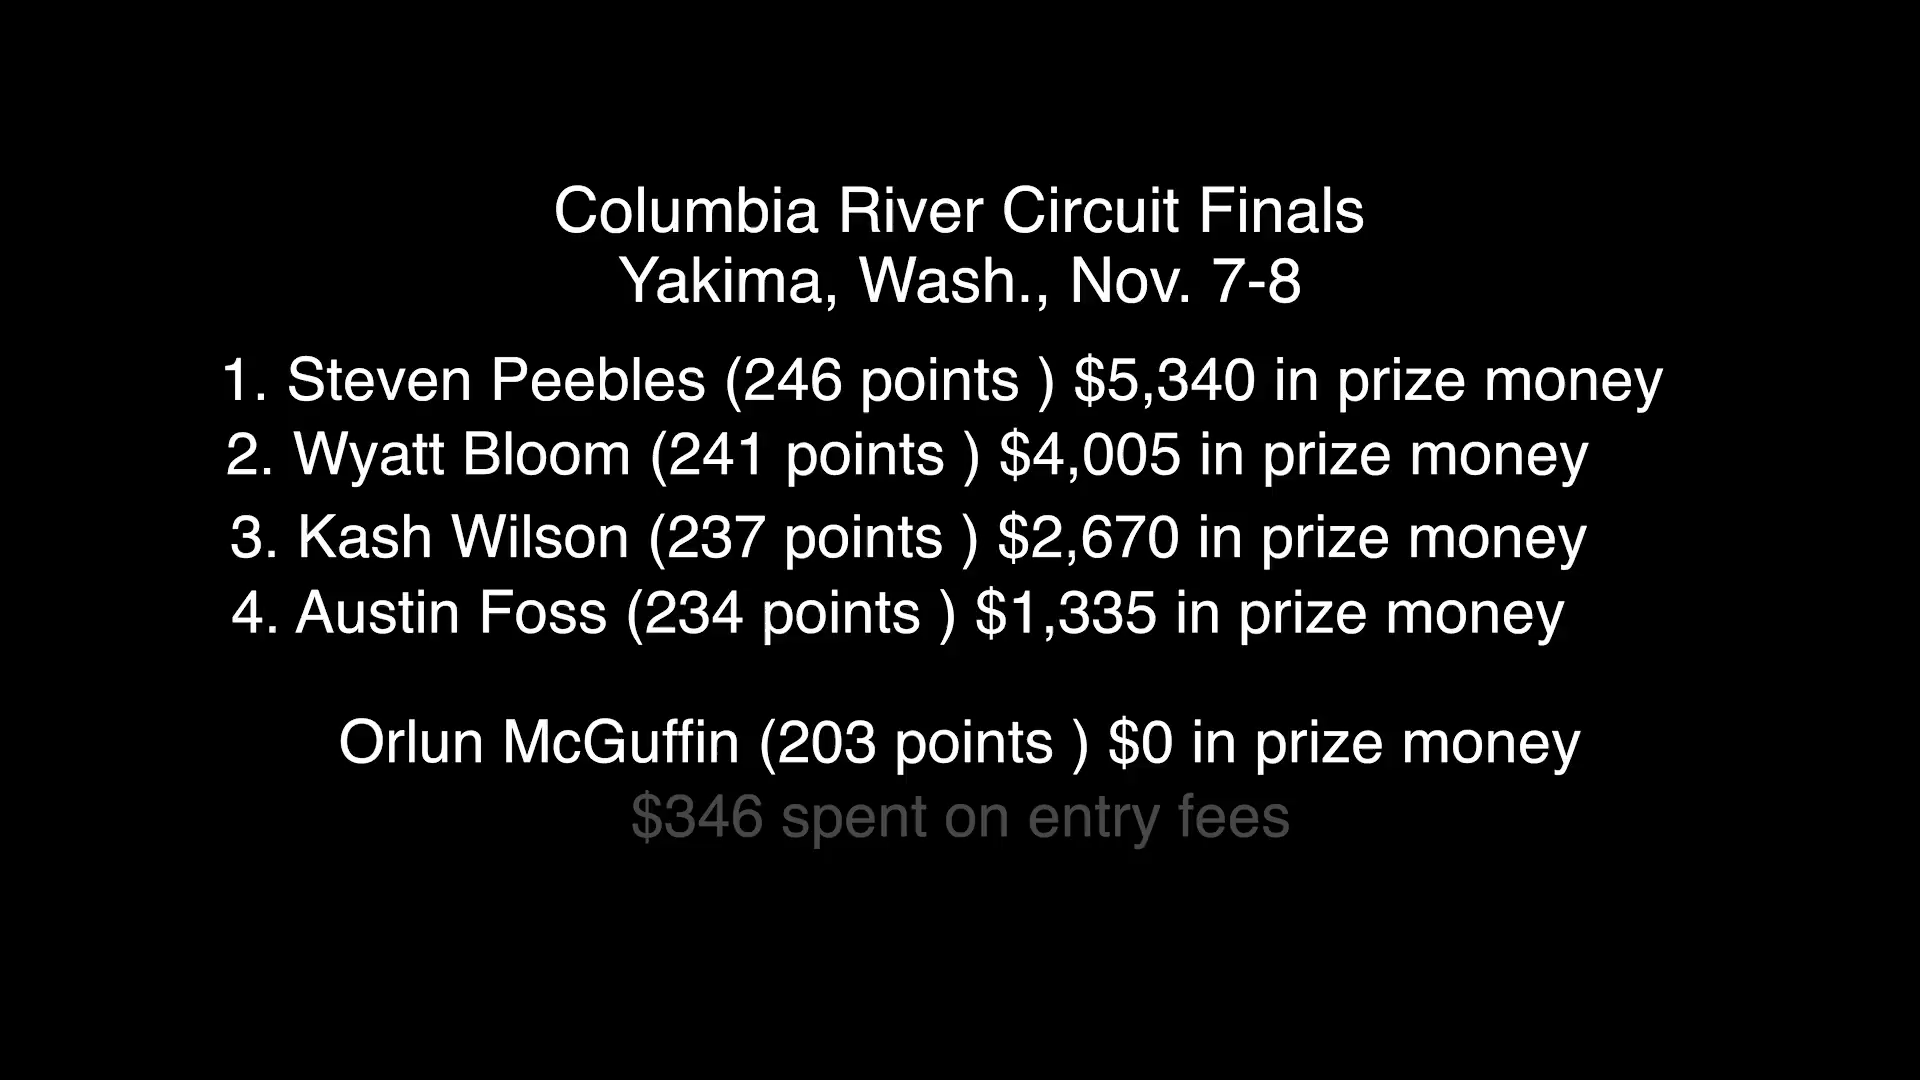 Columbia River Circuit Finals
Yakima, Wash., Nov. 7-8
1. Steven Peebles (246 points ) $5,340 in prize money
2. Wyatt Bloom (241 points ) $4,005 in prize money
3. Kash Wilson (237 points ) $2,670 in prize money
4. Austin Foss (234 points ) $1,335 in prize money
Orlun McGuffin (203 points ) $0 in prize money
$346 spent on entry fees